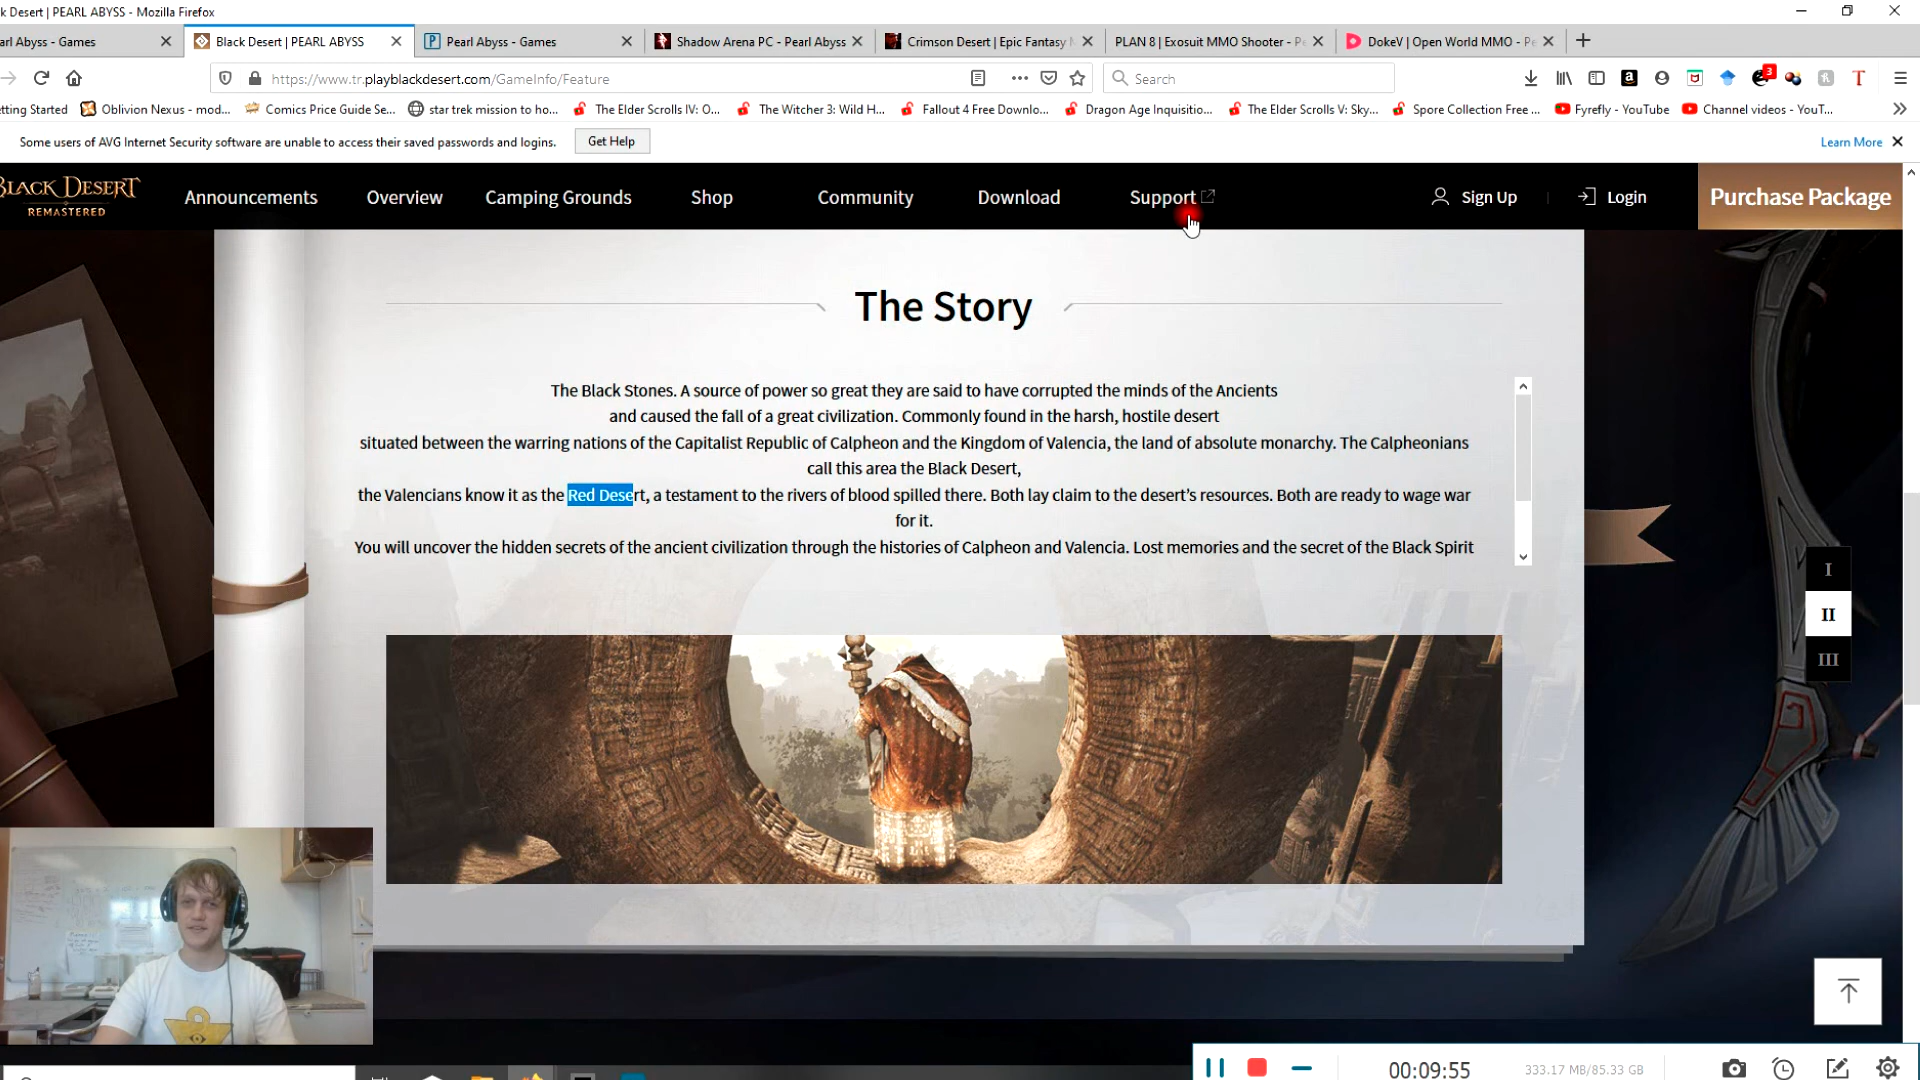 k Desert | PEARL ABYSS - Mozilla Firefox
arl Abyss - Games
Black Desert | PEARL ABYSS
Pearl Abyss - Games
Shadow Arena PC - Pearl Abyss
Crimson Desert | Epic Fantasy
PLAN 8 | Exosuit MMO Shooter - Pe
DokeV | Open World MMO - Pe
https://www.tr.playblackdesert.com/GameInfo/Feature
Search
3
etting Started
Oblivion Nexus - mod...
Comics Price Guide Se...
star trek mission to ho...
The Elder Scrolls IV: O...
The Witcher 3: Wild H...
Fallout 4 Free Downlo...
Dragon Age Inquisitio...
The Elder Scrolls V: Sky...
Spore Collection Free ...
Fyrefly - YouTube
Channel videos - YouT...
Some users of AVG Internet Security software are unable to access their saved passwords and logins.
Get Help
Learn More
BLACK DESERT
REMASTERED
Announcements
Overview
Camping Grounds
Shop
Community
Download
Support
Sign Up
Login
Purchase Package
The Story
The Black Stones. A source of power so great they are said to have corrupted the minds of the Ancients
and caused the fall of a great civilization. Commonly found in the harsh, hostile desert
situated between the warring nations of the Capitalist Republic of Calpheon and the Kingdom of Valencia, the land of absolute monarchy. The Calpheonians
call this area the Black Desert,
the Valencians know it as the Red Desert, a testament to the rivers of blood spilled there. Both lay claim to the desert's resources. Both are ready to wage war
for it.
You will uncover the hidden secrets of the ancient civilization through the histories of Calpheon and Valencia. Lost memories and the secret of the Black Spirit
I
II
III
00:09:55
333.17 MB/85.33 GB